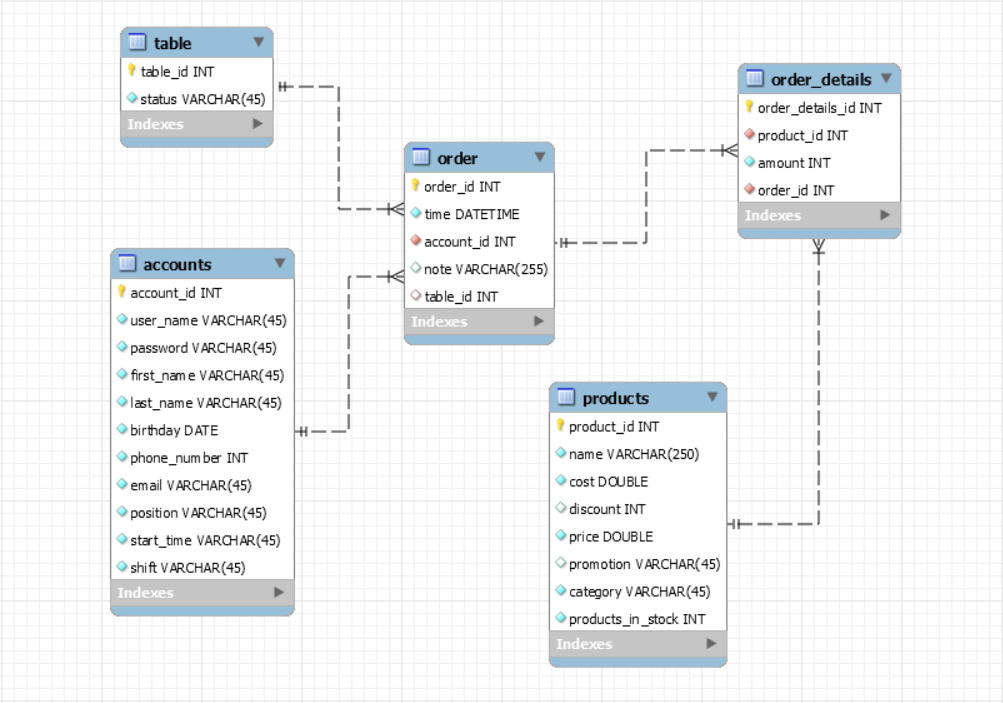 table
table_id INT
status VARCHAR(45)
Indexes
order_details
order_details_id INT
product_id INT
amount INT
order_id INT
Indexes
order
order_id INT
time DATETIME
account_id INT
note VARCHAR(255)
table_id INT
Indexes
accounts
account_id INT
user_name VARCHAR(45)
password VARCHAR(45)
first_name VARCHAR(45)
last_name VARCHAR(45)
birthday DATE
phone_number INT
email VARCHAR(45)
position VARCHAR(45)
start_time VARCHAR(45)
shift VARCHAR(45)
Indexes
products
product_id INT
name VARCHAR(250)
cost DOUBLE
discount INT
price DOUBLE
promotion VARCHAR(45)
category VARCHAR(45)
products_in_stock INT
Indexes